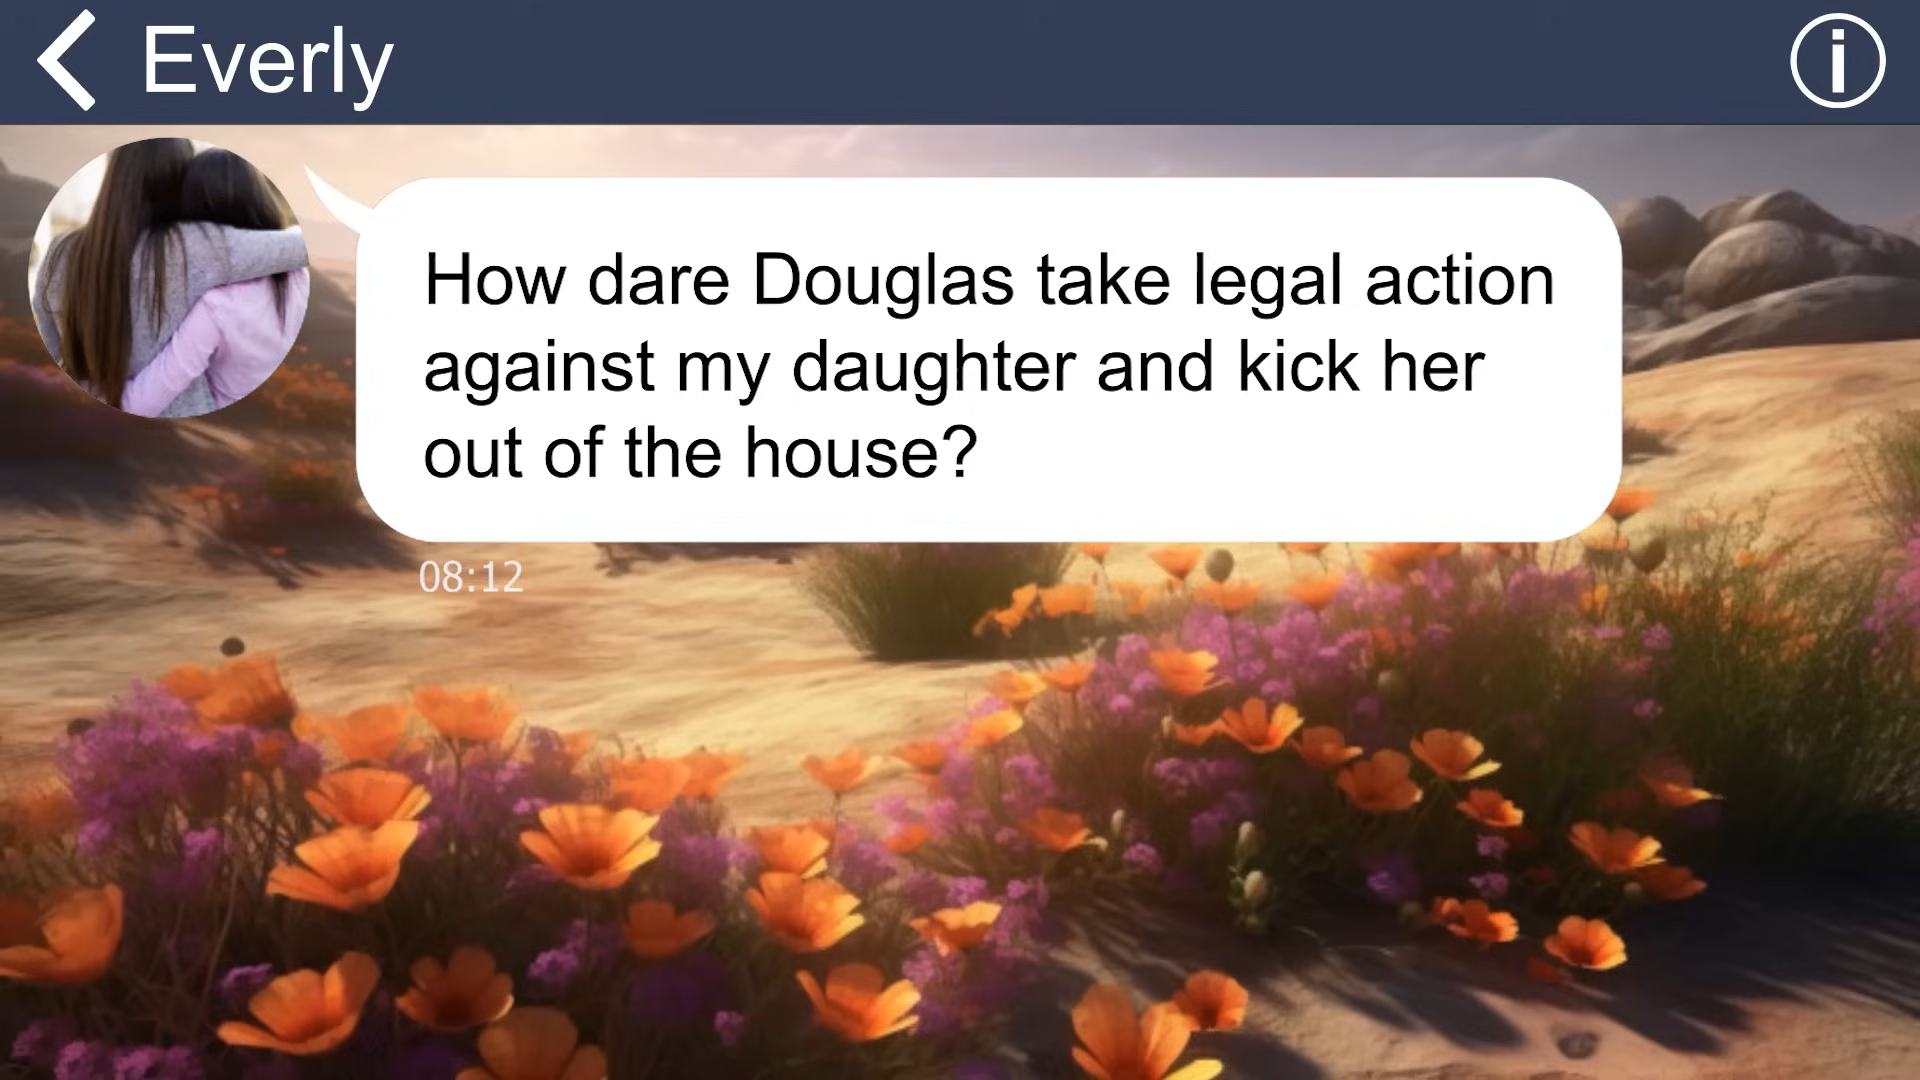 Everly
How dare Douglas take legal action
against my daughter and kick her
out of the house?
08:12